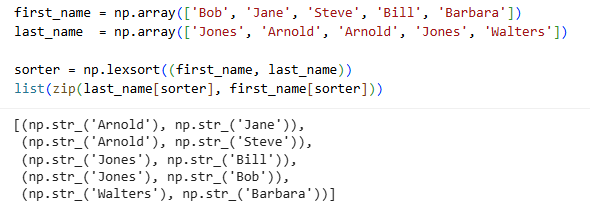 first_name = np.array(['Bob', 'Jane', 'Steve', 'Bill', 'Barbara'])
last_name  = np.array(['Jones', 'Arnold', 'Arnold', 'Jones', 'Walters'])
sorter = np.lexsort((first_name, last_name))
list(zip(last_name[sorter], first_name[sorter]))
[(np.str_('Arnold'), np.str_('Jane')),
 (np.str_('Arnold'), np.str_('Steve')),
 (np.str_('Jones'), np.str_('Bill')),
 (np.str_('Jones'), np.str_('Bob')),
 (np.str_('Walters'), np.str_('Barbara'))]